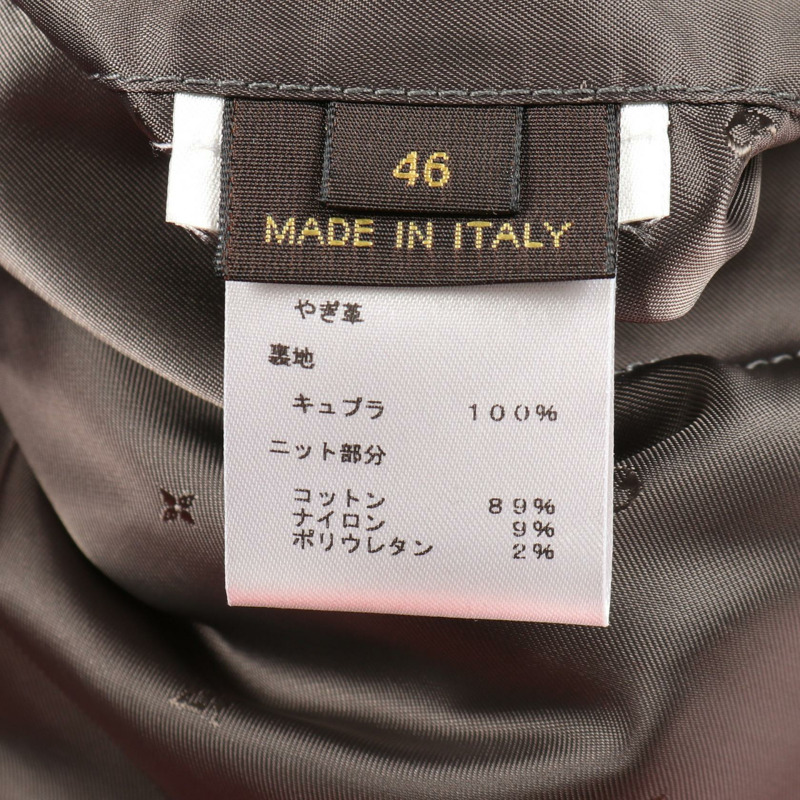 46
MADE IN ITALY
やぎ革
裏地
キュプラ 100%
ニット部分
コットン 89%
ナイロン 9%
ポリウレタン 2%